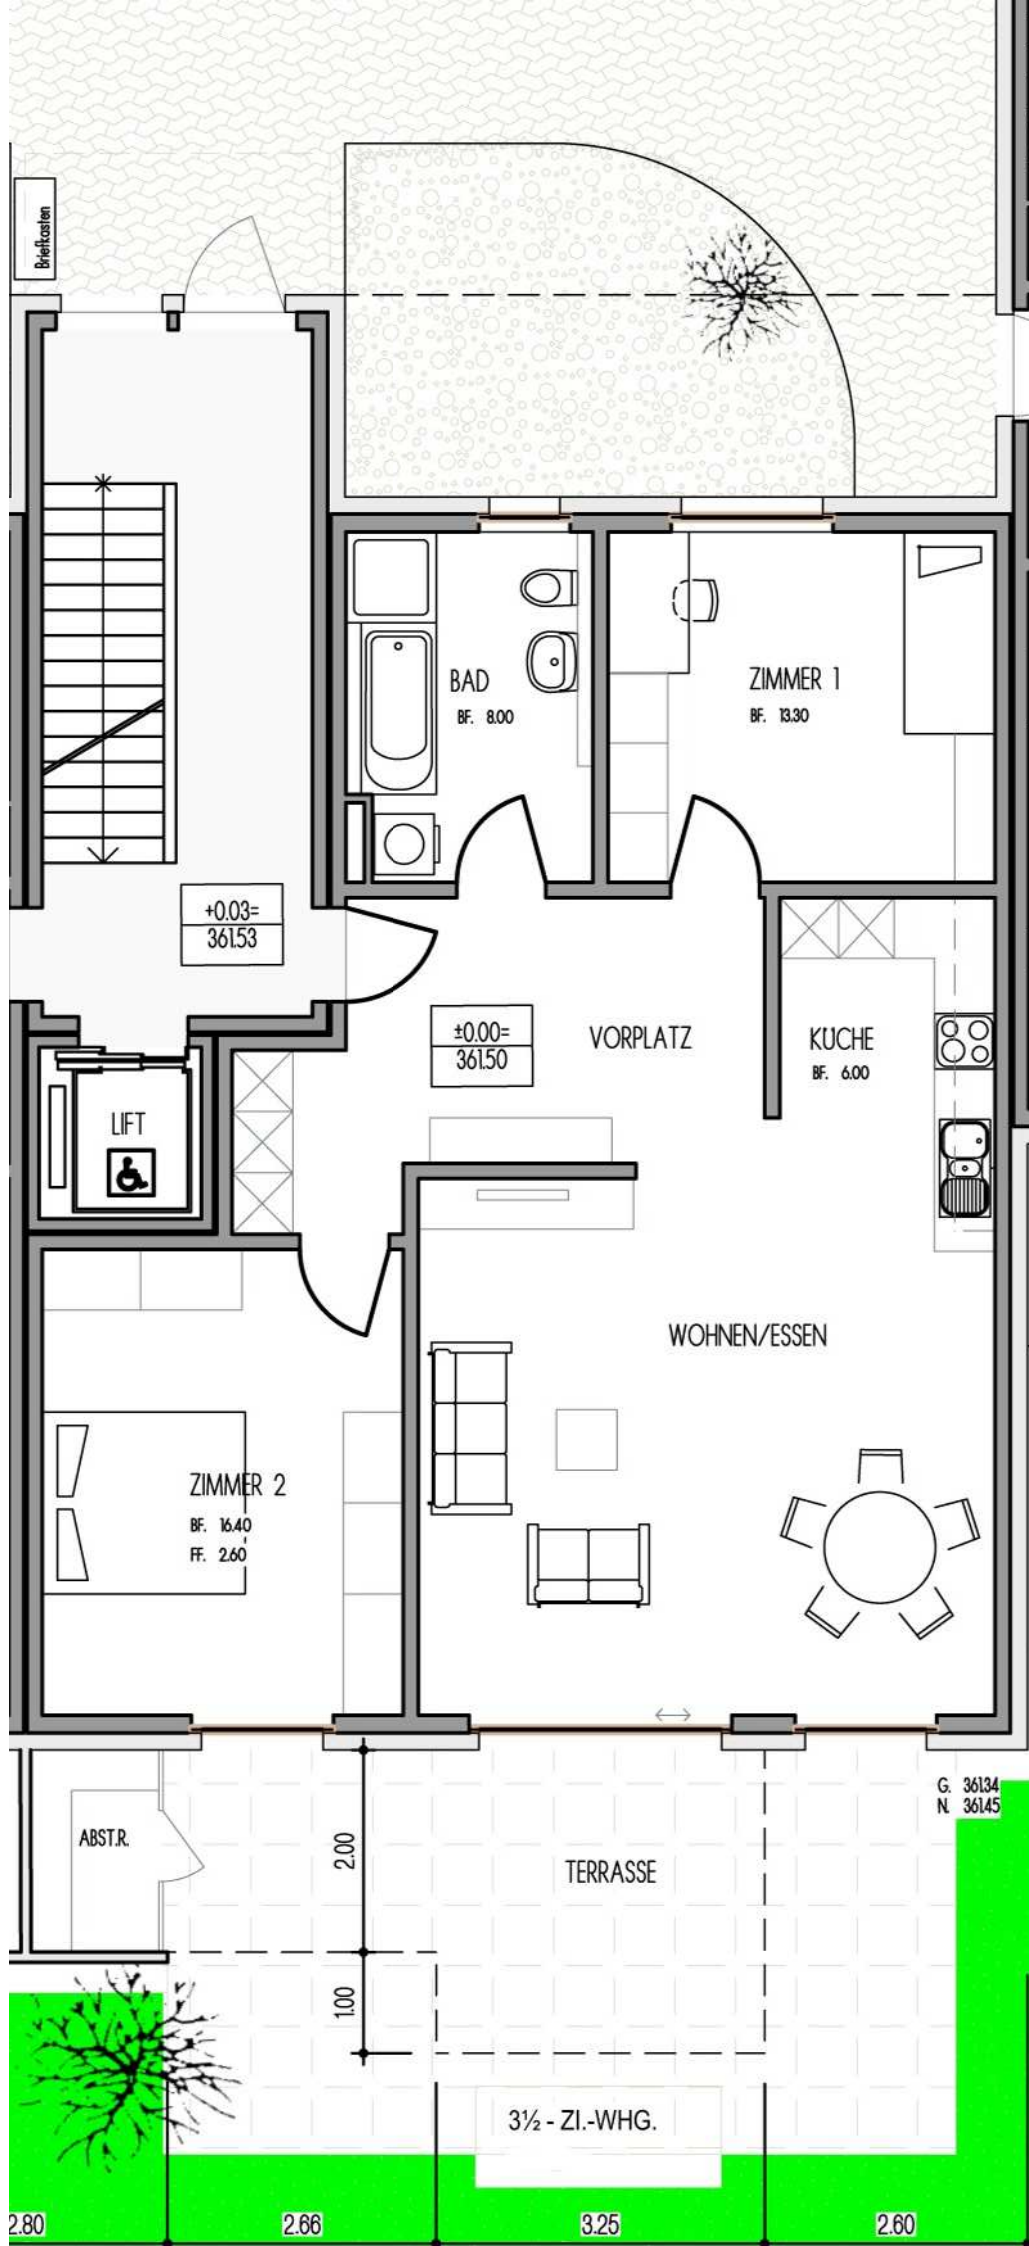 Briefkasten
BAD
BF. 8.00
ZIMMER 1
BF. 13.30
+0.03=
361.53
±0.00=
361.50
VORPLATZ
KÜCHE
BF. 6.00
LIFT
WOHNEN/ESSEN
ZIMMER 2
BF. 16.40
FF. 2.60
G. 361.34
N. 361.45
ABST.R.
2.00
TERRASSE
1.00
3½ - ZI.-WHG.
2.80
2.66
3.25
2.60